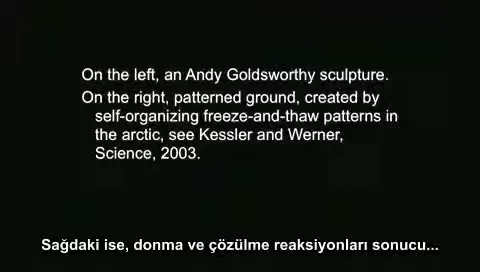 On the left, an Andy Goldsworthy sculpture.
On the right, patterned ground, created by
self-organizing freeze-and-thaw patterns in
the arctic, see Kessler and Werner,
Science, 2003.
Sağdaki ise, donma ve çözülme reaksiyonları sonucu...